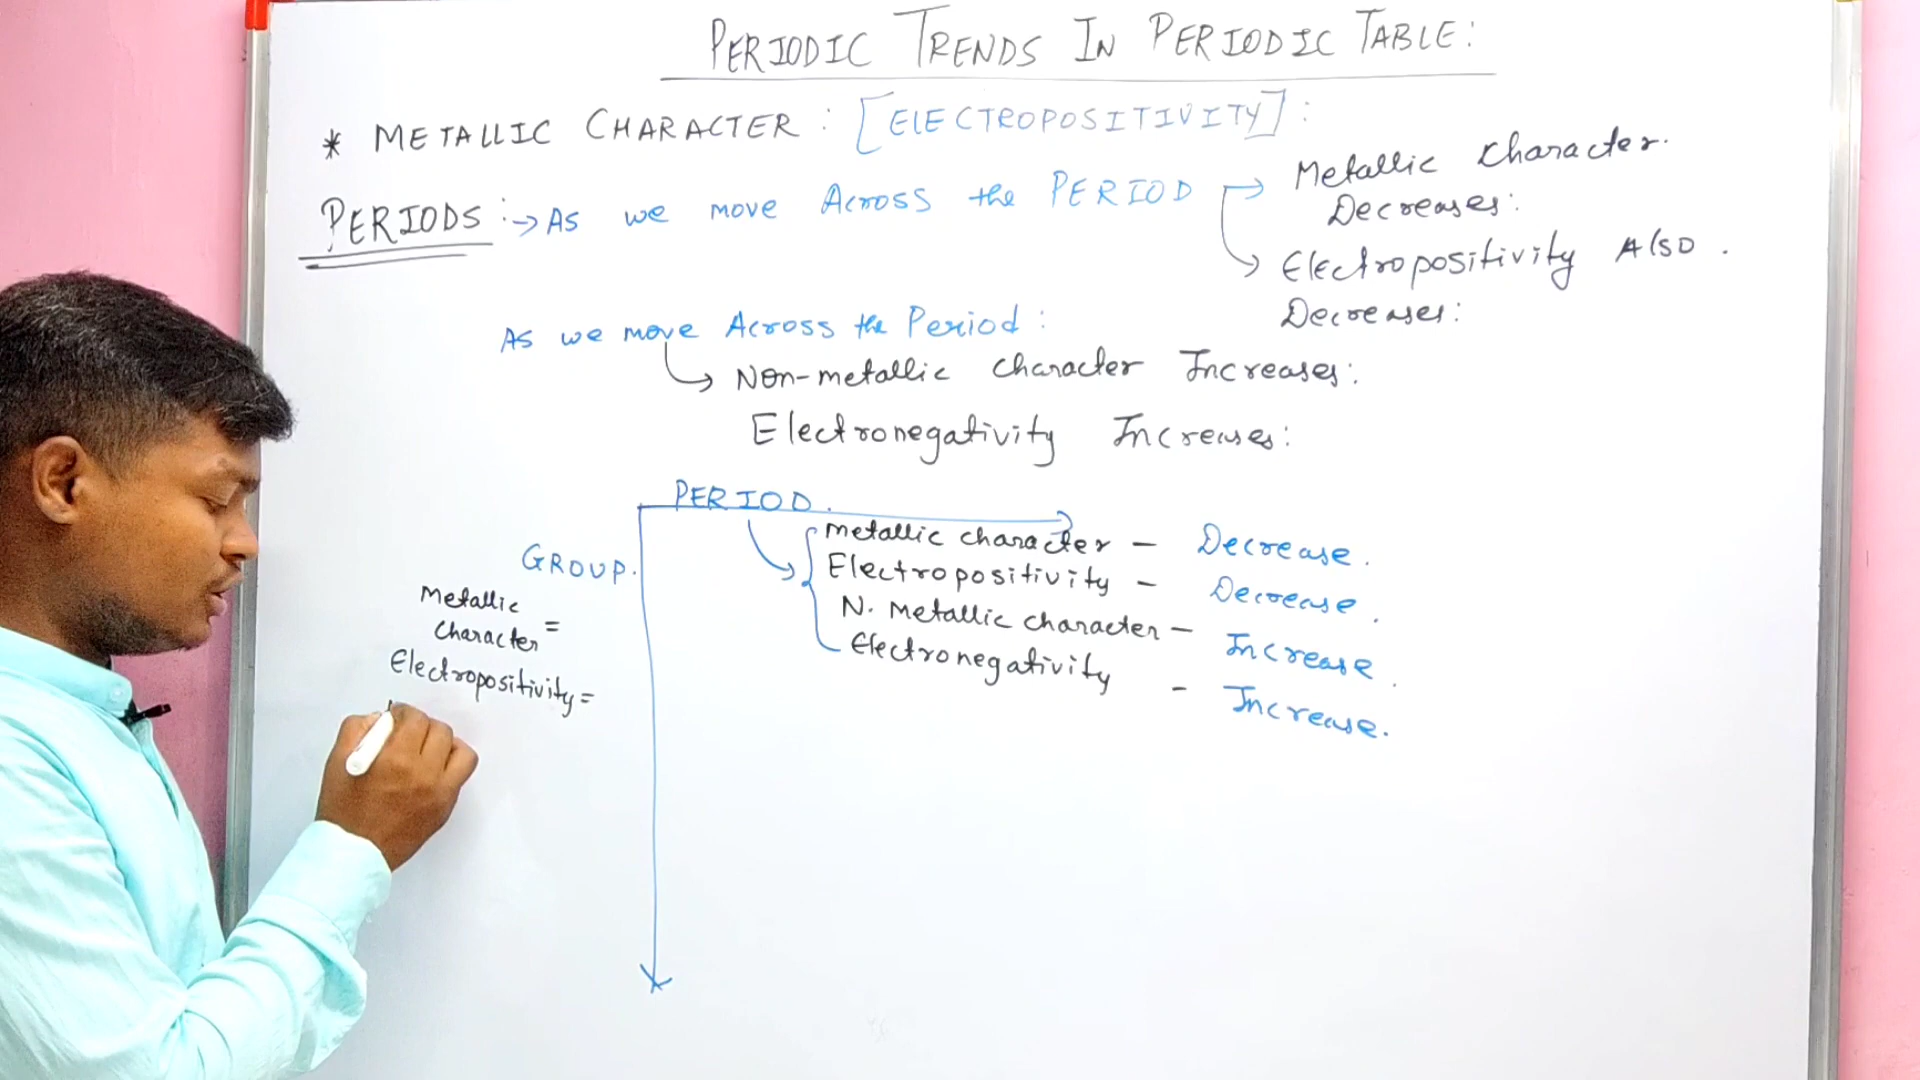 PERIODIC TRENDS IN PERIODIC TABLE:
* METALLIC CHARACTER: [ElECTROPOSITIVITY]:
PERIODS :→ As we move Across the PERIOD
→ Metallic Character.
Decreases:
→ Electropositivity Also.
Decreases:
As we move Across the Period:
→ Non-metallic Character Increases:
Electronegativity Increases:
PERIOD.
GROUP.
Metallic character - Decrease.
Electropositivity - Decrease.
N. Metallic character - Increase.
Electronegativity - Increase.
Metallic
Character =
Electropositivity =